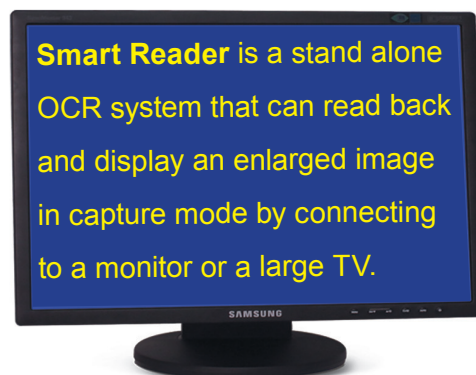 Smart Reader is a stand alone
OCR system that can read back
and display an enlarged image
in capture mode by connecting
to a monitor or a large TV.
SAMSUNG